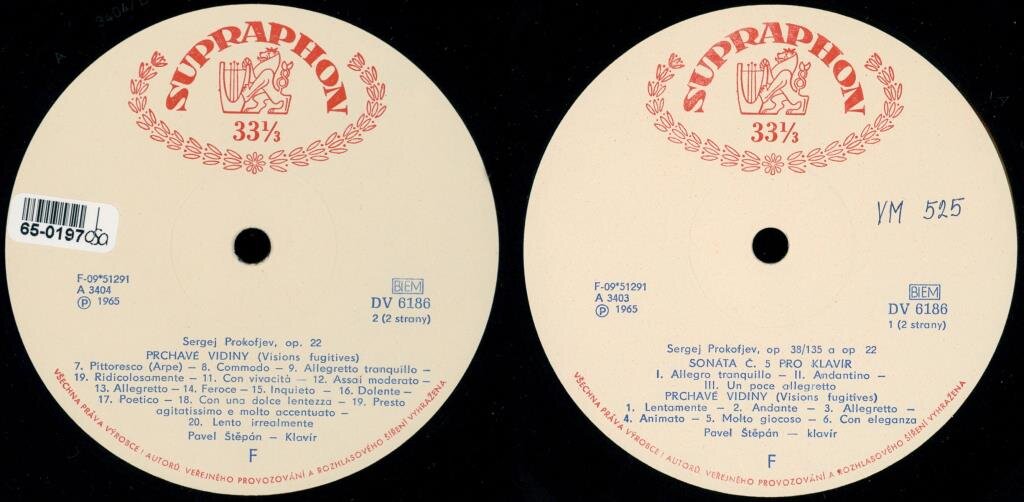 SUPRAPHON
33⅓
65-0197
F-09*51291
A 3404
Ⓟ 1965
BIEM
DV 6186
2 (2 strany)
Sergej Prokofjev, op. 22
PRCHAVÉ VIDINY (Visions fugitives)
7. Pittoresco (Arpe) — 8. Commodo — 9. Allegretto tranquillo —
19. Ridicolosamente — 11. Con vivacità — 12. Assai moderato —
13. Allegretto — 14. Feroce — 15. Inquieto — 16. Dolente —
17. Poetico — 18. Con una dolce lentezza — 19. Presto
agitatissimo e molto accentuato —
20. Lento irrealmente
Pavel Štěpán — Klavír
F
VŠECHNA PRÁVA VÝROBCE I AUTORŮ, VEŘEJNÉHO PROVOZOVÁNÍ A ROZHLASOVÉHO ŠÍŘENÍ VYHRAŽENA
SUPRAPHON
33⅓
VM 525
F-09*51291
A 3403
Ⓟ 1965
BIEM
DV 6186
1 (2 strany)
Sergej Prokofjev, op 38/135 a op 22
SONÁTA Č. 5 PRO KLAVÍR
I. Allegro tranquillo — II. Andantino —
III. Un poco allegretto
PRCHAVÉ VIDINY (Visions fugitives)
1. Lentamente — 2. Andante — 3. Allegretto —
4. Animato — 5. Molto giocoso — 6. Con eleganza
Pavel Štěpán — klavír
F
VŠECHNA PRÁVA VÝROBCE I AUTORŮ, VEŘEJNÉHO PROVOZOVÁNÍ A ROZHLASOVÉHO ŠÍŘENÍ VYHRAŽENA